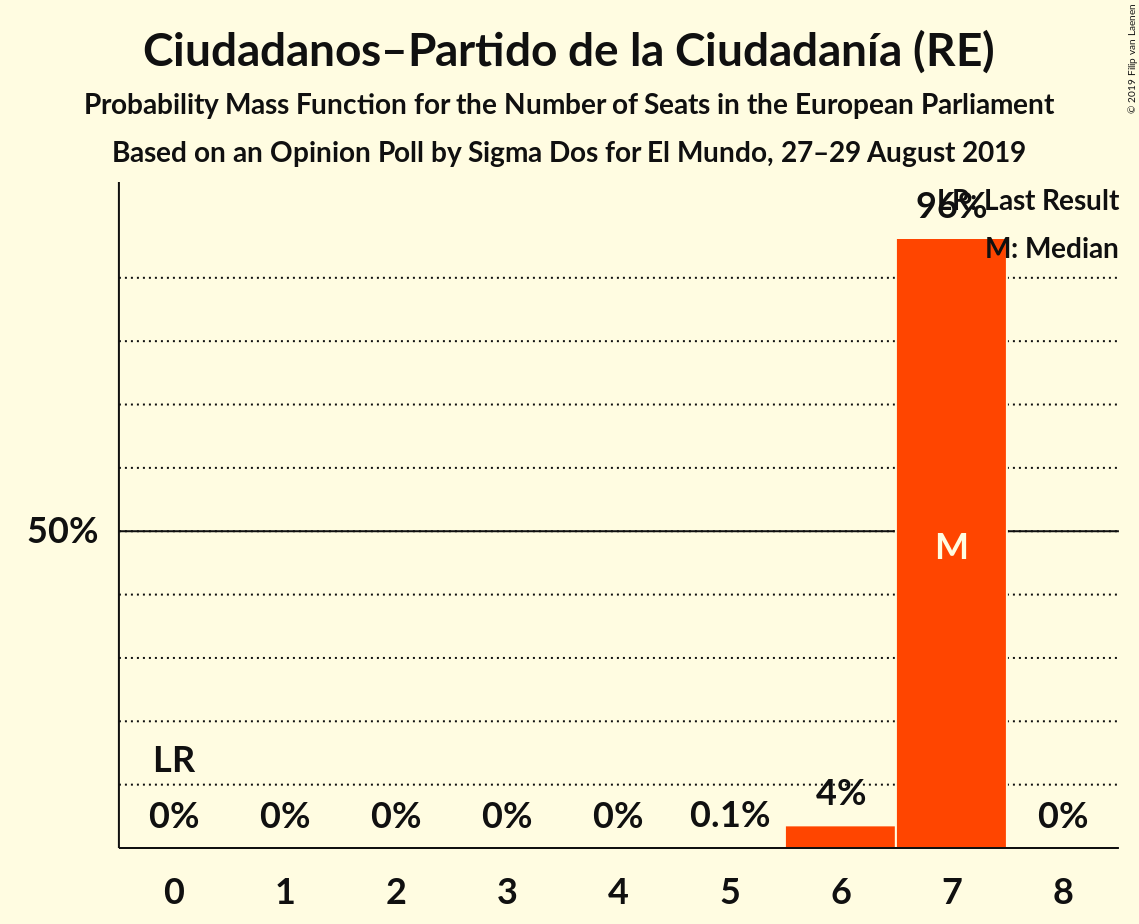 Ciudadanos–Partido de la Ciudadanía (RE)
Probability Mass Function for the Number of Seats in the European Parliament
Based on an Opinion Poll by Sigma Dos for El Mundo, 27–29 August 2019
© 2019 Filip van Laenen
LR: Last Result
M: Median
96%
50%
M
LR
0% 0% 0% 0% 0% 0.1% 4% 0%
0 1 2 3 4 5 6 7 8